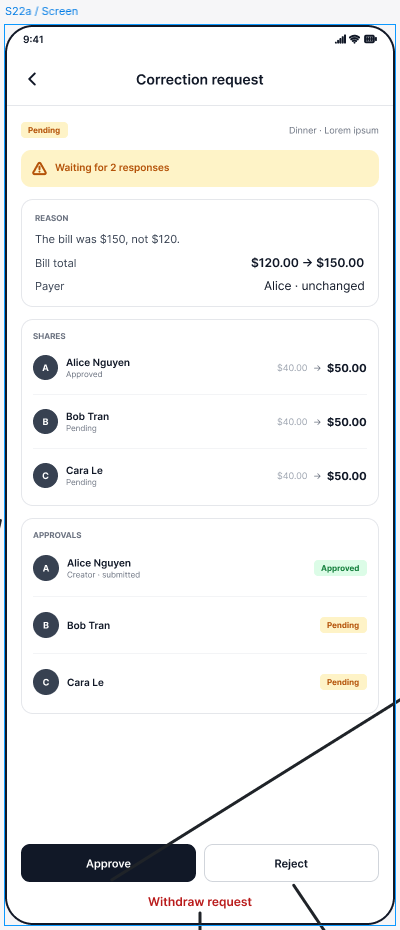 S22a / Screen
9:41
Correction request
Pending
Dinner · Lorem ipsum
Waiting for 2 responses
REASON
The bill was $150, not $120.
Bill total $120.00 → $150.00
Payer Alice · unchanged
SHARES
A Alice Nguyen $40.00 → $50.00
Approved
B Bob Tran $40.00 → $50.00
Pending
C Cara Le $40.00 → $50.00
Pending
APPROVALS
A Alice Nguyen Approved
Creator · submitted
B Bob Tran Pending
C Cara Le Pending
Approve Reject
Withdraw request